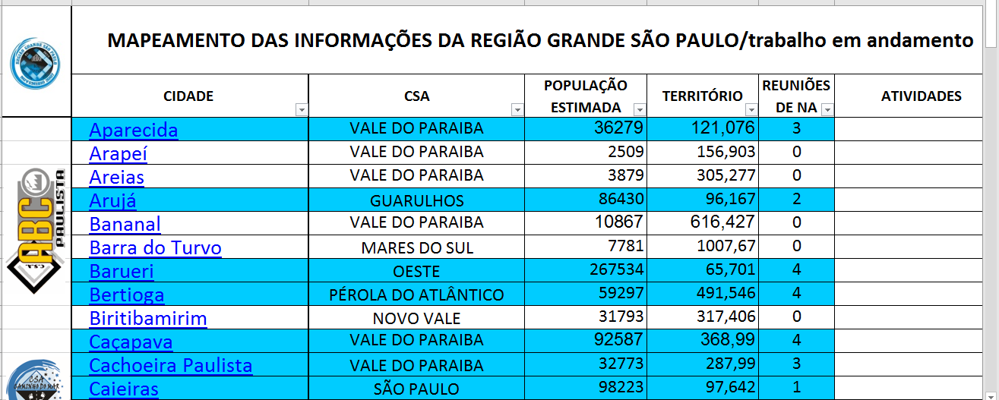 MAPEAMENTO DAS INFORMAÇÕES DA REGIÃO GRANDE SÃO PAULO/trabalho em andamento
CIDADE CSA POPULAÇÃO ESTIMADA TERRITÓRIO REUNIÕES DE NA ATIVIDADES
Aparecida VALE DO PARAIBA 36279 121,076 3
Arapeí VALE DO PARAIBA 2509 156,903 0
Areias VALE DO PARAIBA 3879 305,277 0
Arujá GUARULHOS 86430 96,167 2
Bananal VALE DO PARAIBA 10867 616,427 0
Barra do Turvo MARES DO SUL 7781 1007,67 0
Barueri OESTE 267534 65,701 4
Bertioga PÉROLA DO ATLÂNTICO 59297 491,546 4
Biritibamirim NOVO VALE 31793 317,406 0
Caçapava VALE DO PARAIBA 92587 368,99 4
Cachoeira Paulista VALE DO PARAIBA 32773 287,99 3
Caieiras SÃO PAULO 98223 97,642 1
ABC
PAULISTA
CSA
CAMINHO DO MAR